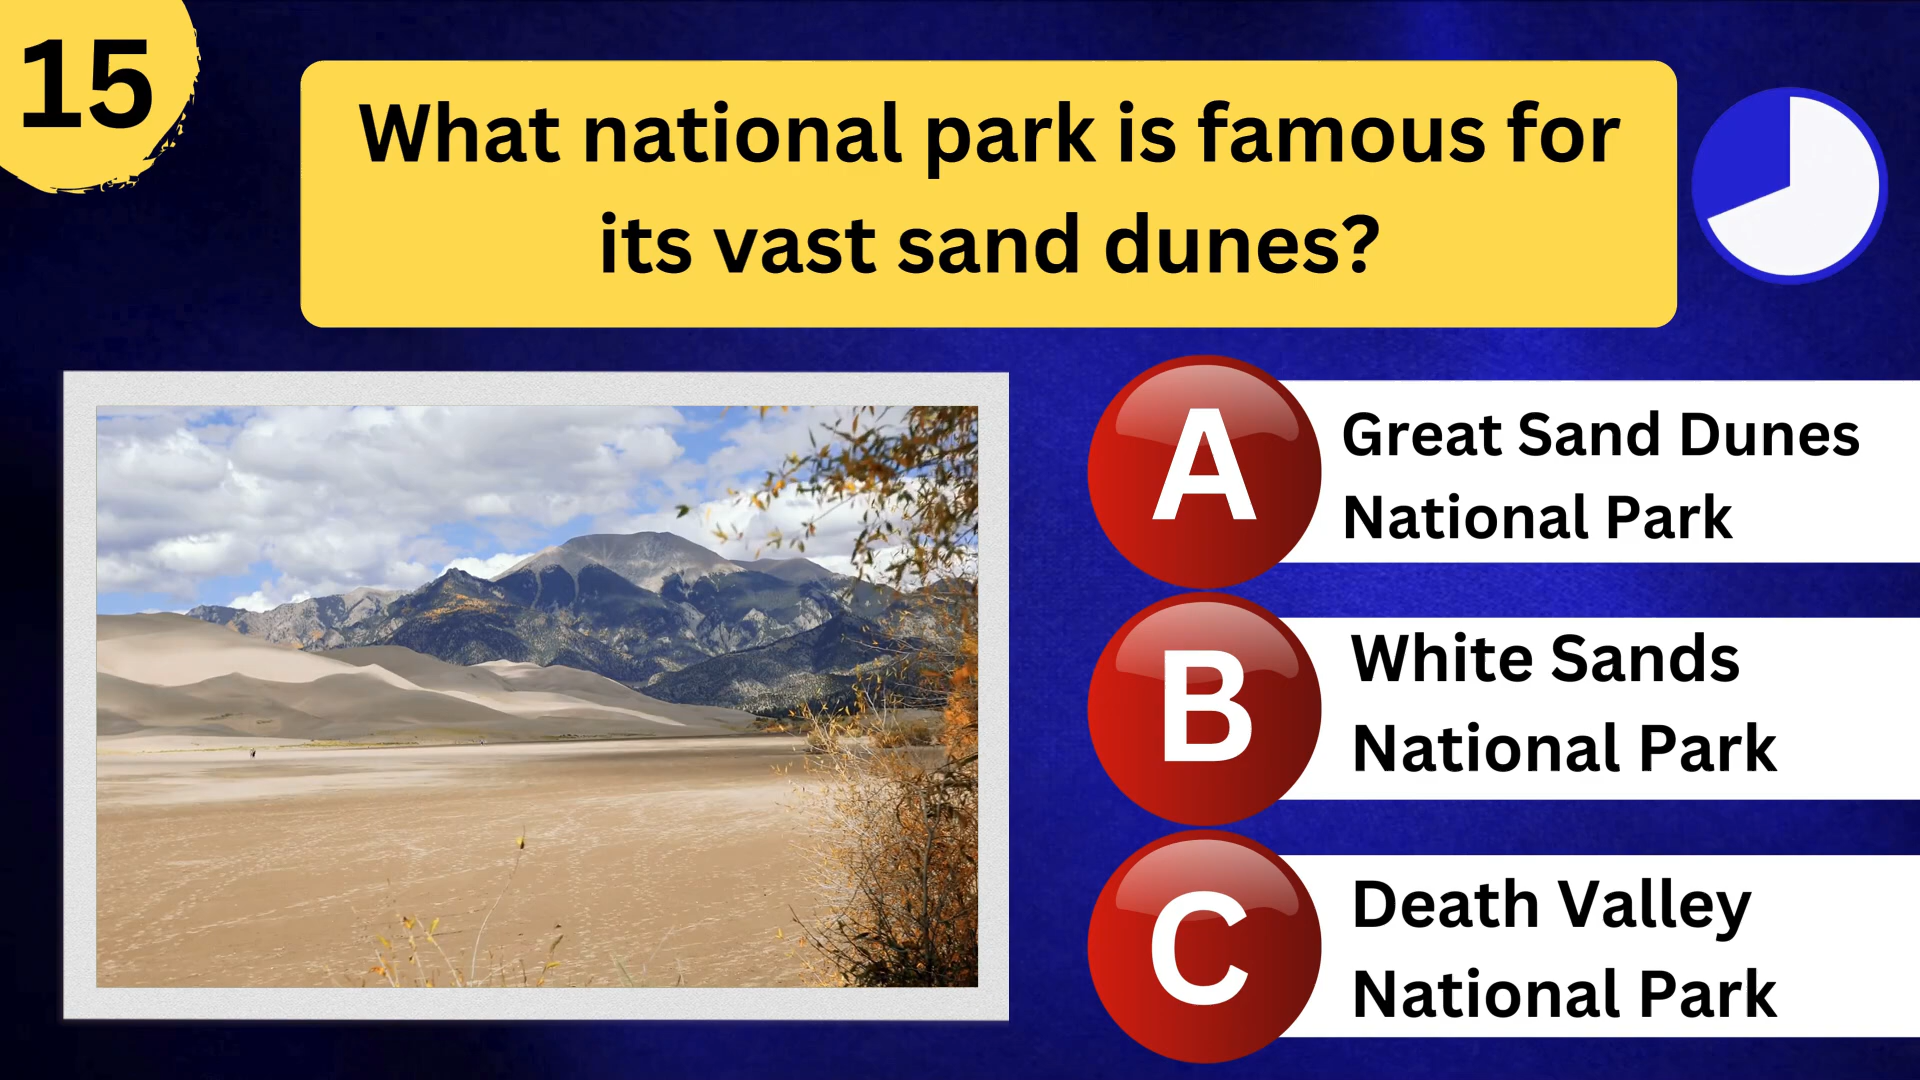 15
What national park is famous for
its vast sand dunes?
A
Great Sand Dunes
National Park
B
White Sands
National Park
C
Death Valley
National Park